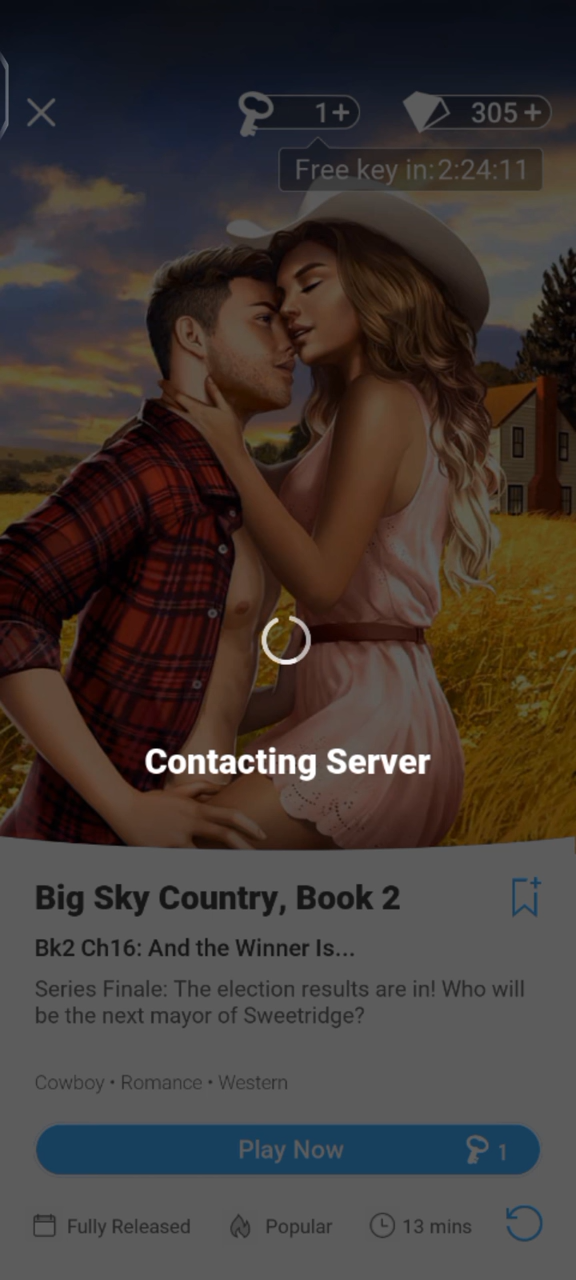 1+
305+
Free key in:2:24:11
Contacting Server
Big Sky Country, Book 2
Bk2 Ch16: And the Winner Is...
Series Finale: The election results are in! Who will
be the next mayor of Sweetridge?
Cowboy • Romance • Western
Play Now 1
Fully Released Popular 13 mins